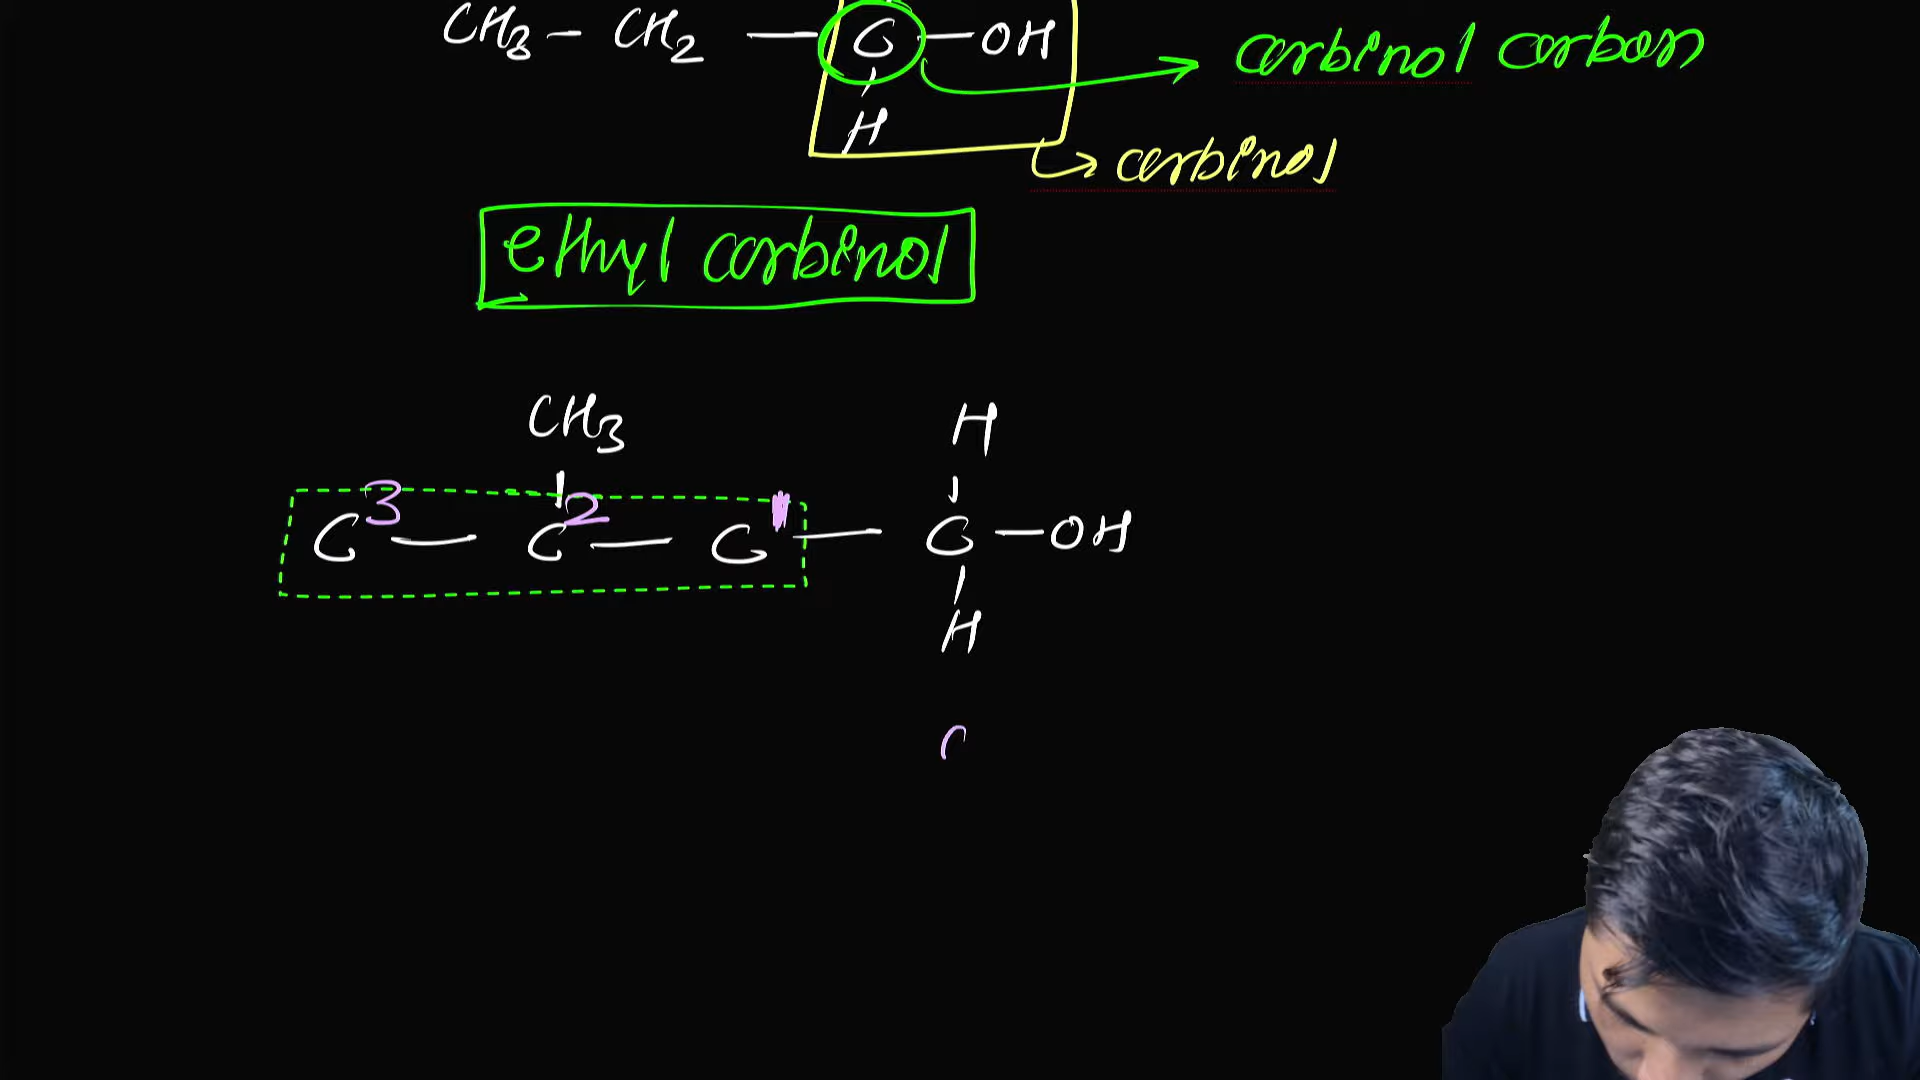 CH3 - CH2 — C — OH → carbinol carbon
H
carbinol
ethyl carbinol
CH3 H
C3 — C2 — C1 — C — OH
H